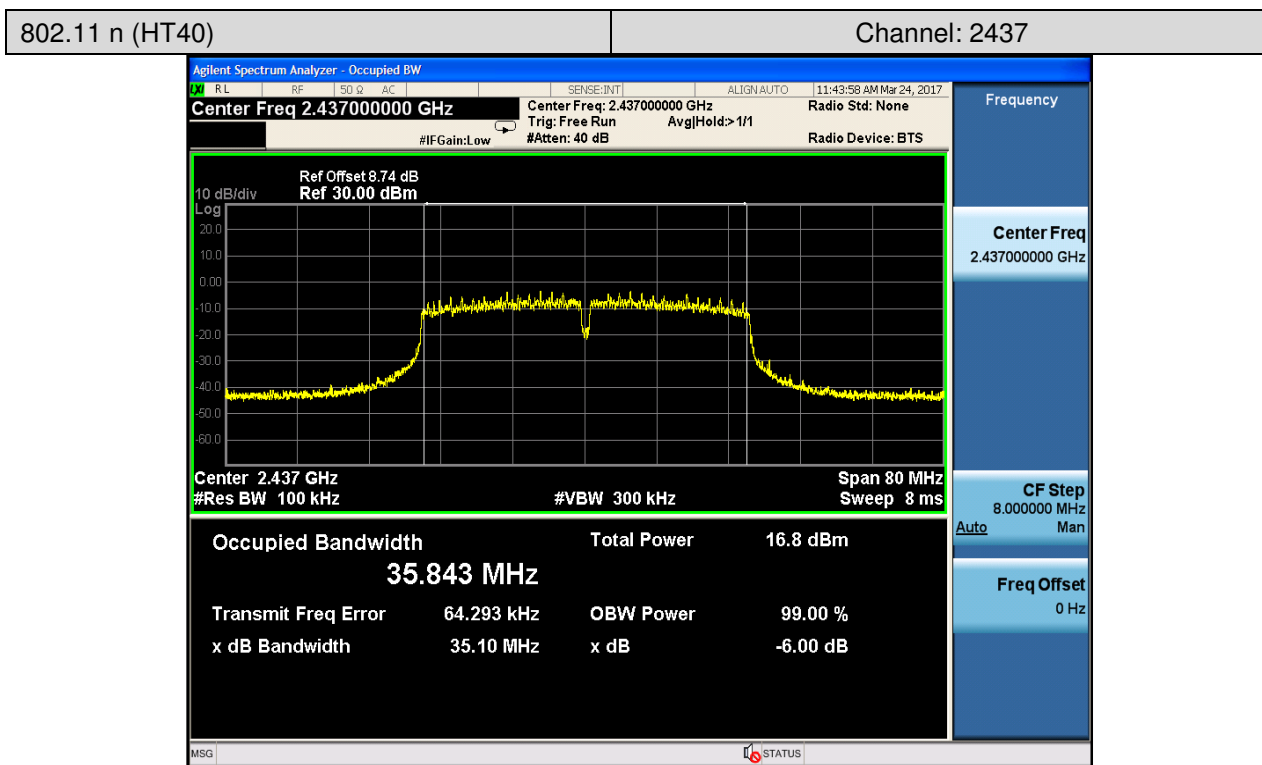 802.11 n (HT40) Channel: 2437
Agilent Spectrum Analyzer - Occupied BW
LXI RL RF 50 Ω AC SENSE:INT ALIGN AUTO 11:43:58 AM Mar 24, 2017
Center Freq 2.437000000 GHz
Center Freq: 2.437000000 GHz
Radio Std: None
Trig: Free Run Avg|Hold:>1/1
#IFGain:Low
#Atten: 40 dB
Radio Device: BTS
Frequency
Ref Offset 8.74 dB
10 dB/div Ref 30.00 dBm
Log
20.0
10.0
0.00
-10.0
-20.0
-30.0
-40.0
-50.0
-60.0
Center 2.437 GHz Span 80 MHz
#Res BW 100 kHz #VBW 300 kHz Sweep 8 ms
Center Freq
2.437000000 GHz
CF Step
8.000000 MHz
Auto Man
Freq Offset
0 Hz
Occupied Bandwidth Total Power 16.8 dBm
35.843 MHz
Transmit Freq Error 64.293 kHz OBW Power 99.00 %
x dB Bandwidth 35.10 MHz x dB -6.00 dB
MSG STATUS